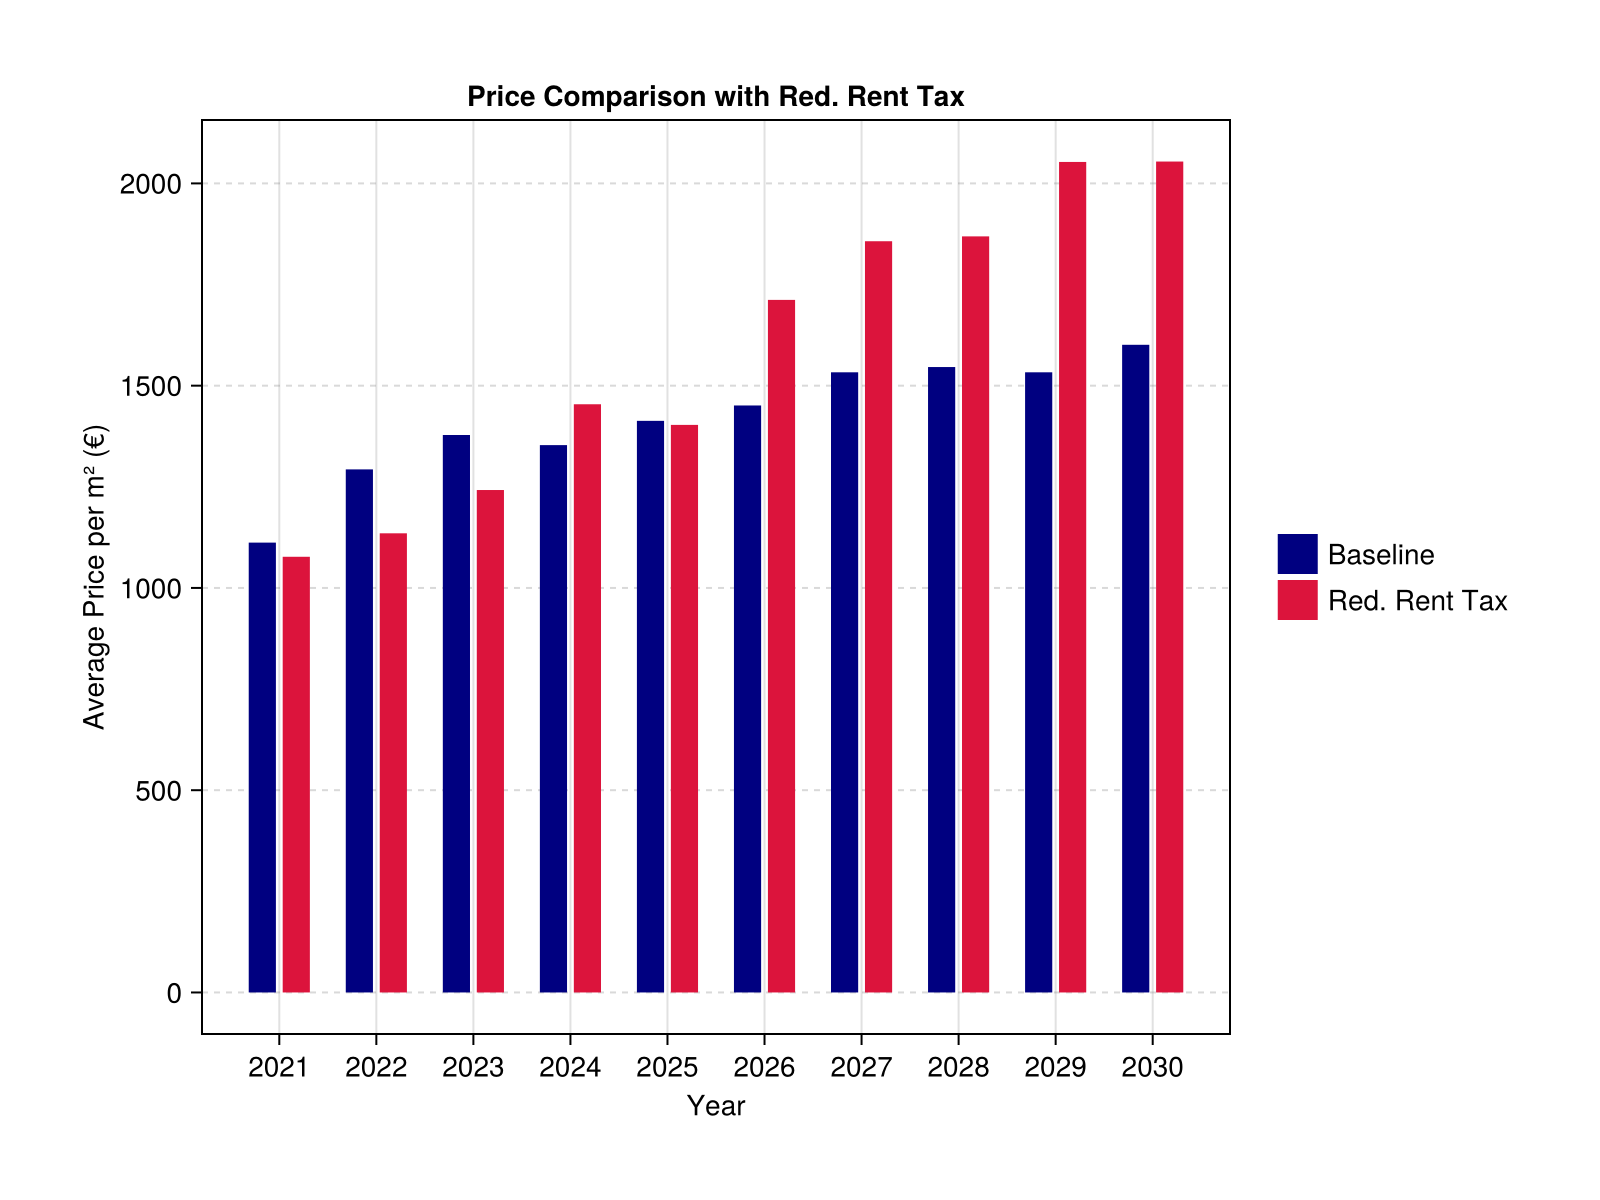 Price Comparison with Red. Rent Tax
Average Price per m² (€)
2000
1500
1000
500
0
2021 2022 2023 2024 2025 2026 2027 2028 2029 2030
Year
Baseline
Red. Rent Tax